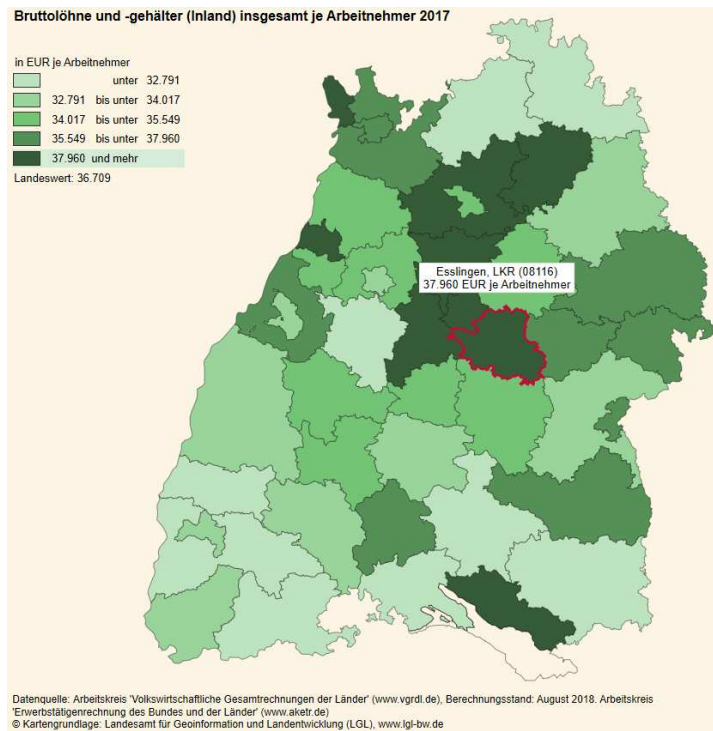 Bruttolöhne und -gehälter (Inland) insgesamt je Arbeitnehmer 2017
in EUR je Arbeitnehmer
unter 32.791
32.791 bis unter 34.017
34.017 bis unter 35.549
35.549 bis unter 37.960
37.960 und mehr
Landeswert: 36.709
Esslingen, LKR (08116)
37.960 EUR je Arbeitnehmer
Datenquelle: Arbeitskreis 'Volkswirtschaftliche Gesamtrechnungen der Länder' (www.vgrdl.de), Berechnungsstand: August 2018. Arbeitskreis
'Erwerbstätigenrechnung des Bundes und der Länder' (www.aketr.de)
© Kartengrundlage: Landesamt für Geoinformation und Landentwicklung (LGL), www.lgl-bw.de